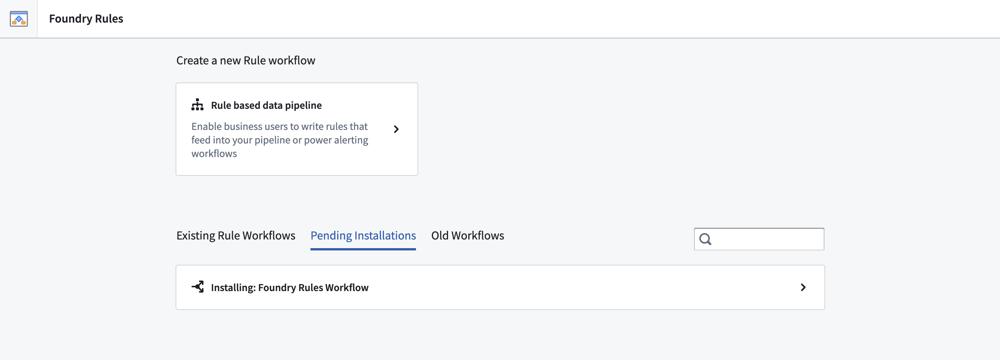 Foundry Rules
Create a new Rule workflow
Rule based data pipeline
Enable business users to write rules that
feed into your pipeline or power alerting
workflows
Existing Rule Workflows
Pending Installations
Old Workflows
Installing: Foundry Rules Workflow